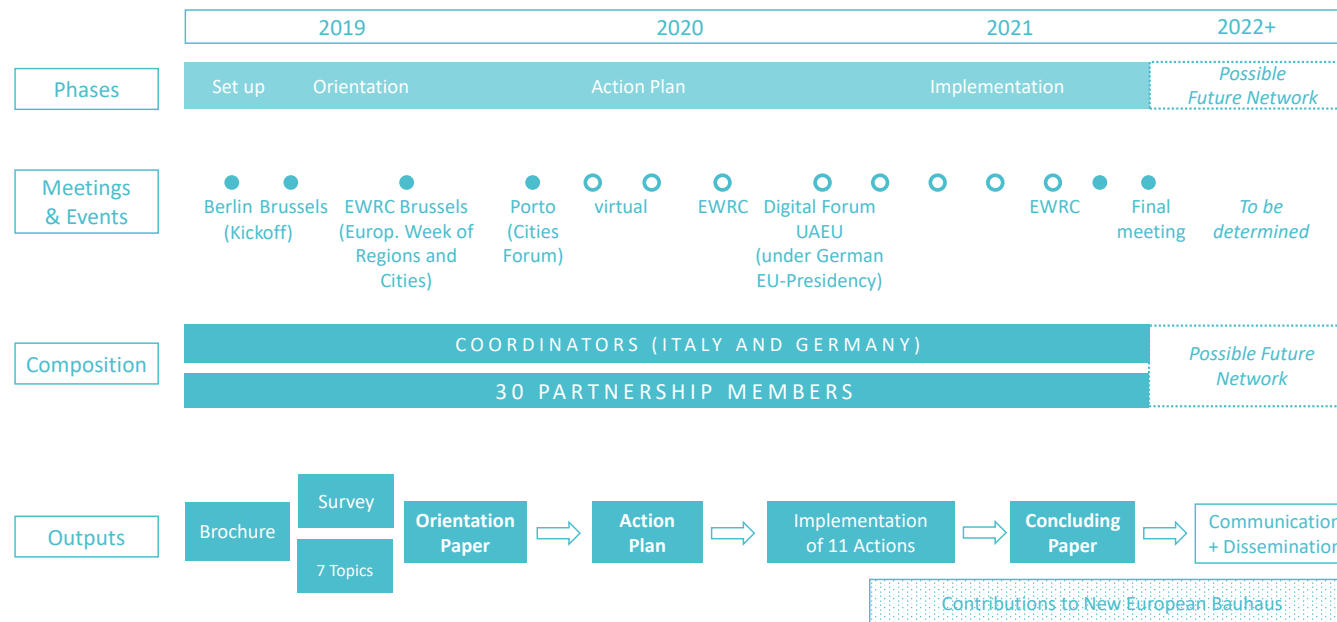 2019 2020 2021 2022+
Phases
Set up Orientation Action Plan Implementation
Possible
Future Network
Meetings
& Events
Berlin Brussels
(Kickoff)
EWRC Brussels
(Europ. Week of
Regions and
Cities)
Porto
(Cities
Forum)
virtual
EWRC
Digital Forum
UAEU
(under German
EU-Presidency)
EWRC
Final
meeting
To be
determined
Composition
COORDINATORS (ITALY AND GERMANY)
30 PARTNERSHIP MEMBERS
Possible Future
Network
Outputs
Brochure
Survey
7 Topics
Orientation
Paper
Action
Plan
Implementation
of 11 Actions
Concluding
Paper
Communication
+ Dissemination
Contributions to New European Bauhaus